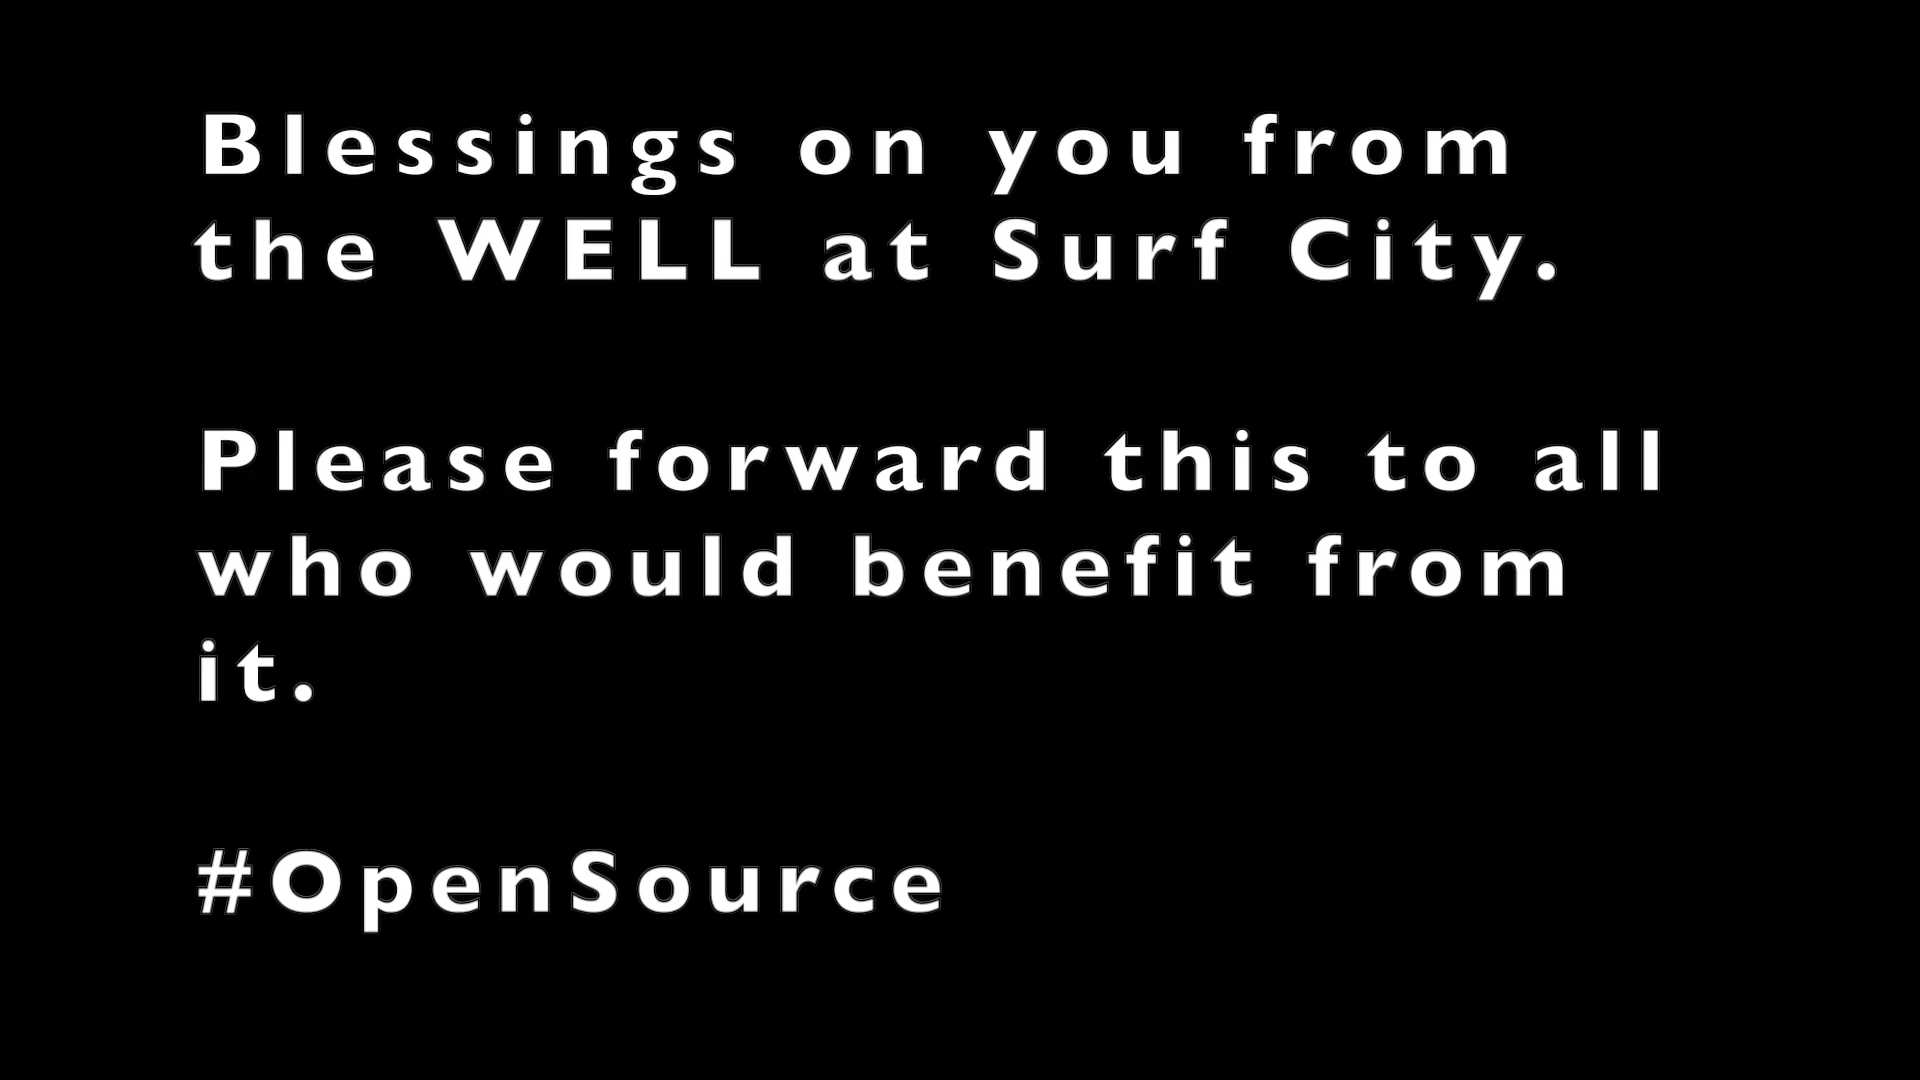 Blessings on you from
the WELL at Surf City.
Please forward this to all
who would benefit from
it.
#OpenSource